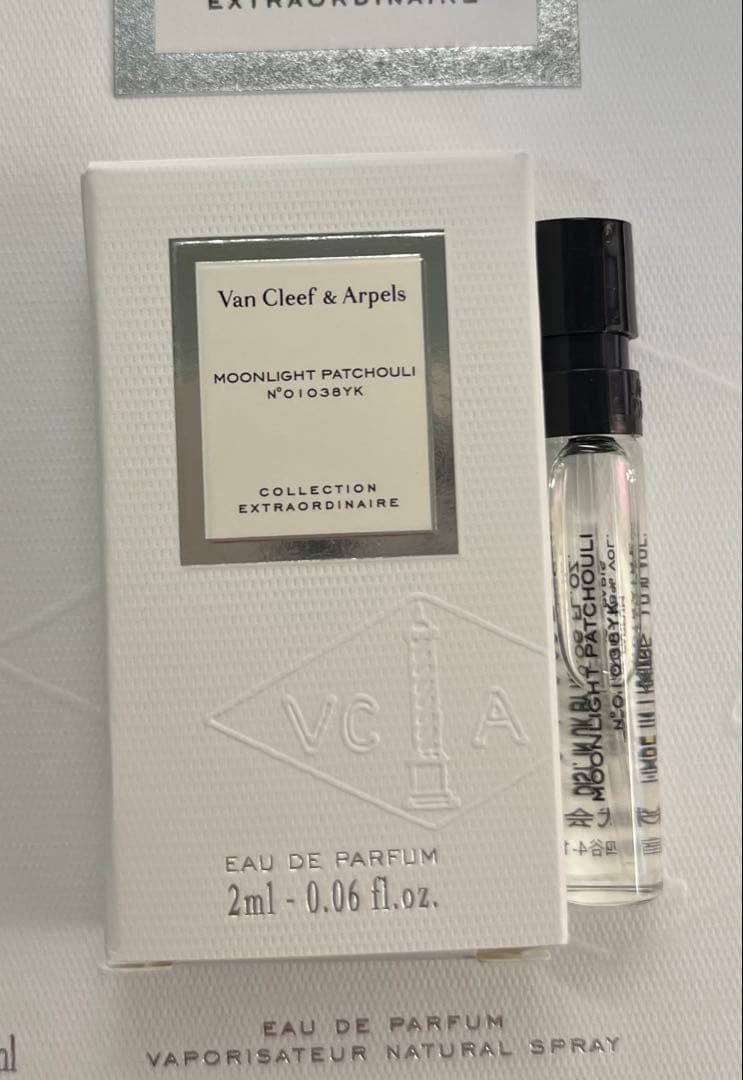 EXTRAORDINAIRE
Van Cleef & Arpels
MOONLIGHT PATCHOULI
N°01038YK
COLLECTION
EXTRAORDINAIRE
VC A
EAU DE PARFUM
2ml - 0.06 fl.oz.
MOONLIGHT PATCHOULI
N°01038YK
EAU DE PARFUM
VAPORISATEUR NATURAL SPRAY